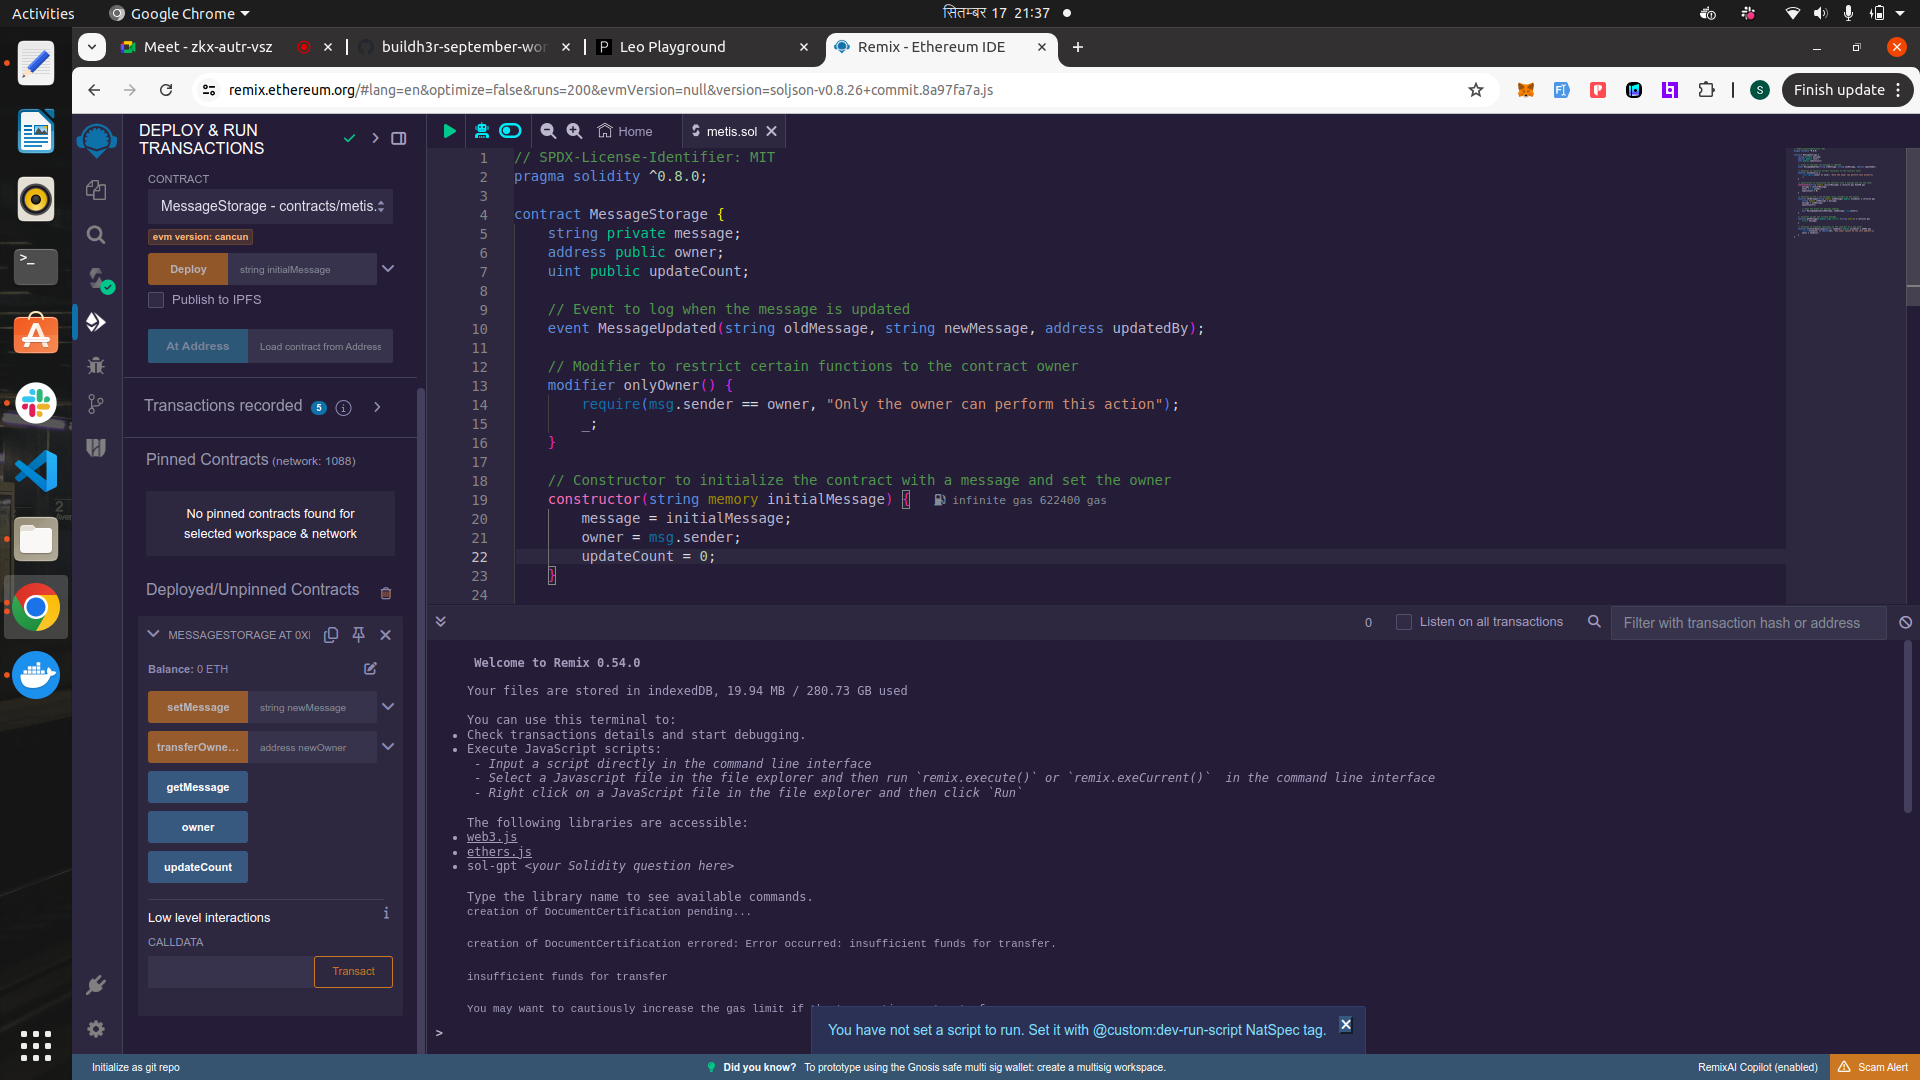 Activities
Google Chrome
सितम्बर 17 21:37
Meet - zkx-autr-vsz
buildh3r-september-wor
Leo Playground
Remix - Ethereum IDE
remix.ethereum.org/#lang=en&optimize=false&runs=200&evmVersion=null&version=soljson-v0.8.26+commit.8a97fa7a.js
S
Finish update
DEPLOY & RUN
TRANSACTIONS
CONTRACT
MessageStorage - contracts/metis.
evm version: cancun
Deploy
string initialMessage
Publish to IPFS
At Address
Load contract from Address
Transactions recorded 5
Pinned Contracts (network: 1088)
No pinned contracts found for
selected workspace & network
Deployed/Unpinned Contracts
MESSAGESTORAGE AT 0X
Balance: 0 ETH
setMessage
string newMessage
transferOwne...
address newOwner
getMessage
owner
updateCount
Low level interactions
CALLDATA
Transact
Home
metis.sol
1 // SPDX-License-Identifier: MIT
2 pragma solidity ^0.8.0;
3
4 contract MessageStorage {
5 string private message;
6 address public owner;
7 uint public updateCount;
8
9 // Event to log when the message is updated
10 event MessageUpdated(string oldMessage, string newMessage, address updatedBy);
11
12 // Modifier to restrict certain functions to the contract owner
13 modifier onlyOwner() {
14 require(msg.sender == owner, "Only the owner can perform this action");
15 _;
16 }
17
18 // Constructor to initialize the contract with a message and set the owner
19 constructor(string memory initialMessage) { infinite gas 622400 gas
20 message = initialMessage;
21 owner = msg.sender;
22 updateCount = 0;
23 }
24
0
Listen on all transactions
Filter with transaction hash or address
Welcome to Remix 0.54.0
Your files are stored in indexedDB, 19.94 MB / 280.73 GB used
You can use this terminal to:
• Check transactions details and start debugging.
• Execute JavaScript scripts:
- Input a script directly in the command line interface
- Select a Javascript file in the file explorer and then run `remix.execute()` or `remix.exeCurrent()` in the command line interface
- Right click on a JavaScript file in the file explorer and then click `Run`
The following libraries are accessible:
• web3.js
• ethers.js
• sol-gpt <your Solidity question here>
Type the library name to see available commands.
creation of DocumentCertification pending...
creation of DocumentCertification errored: Error occurred: insufficient funds for transfer.
insufficient funds for transfer
You may want to cautiously increase the gas limit if
>
You have not set a script to run. Set it with @custom:dev-run-script NatSpec tag.
Initialize as git repo
Did you know? To prototype using the Gnosis safe multi sig wallet: create a multisig workspace.
RemixAI Copilot (enabled)
Scam Alert